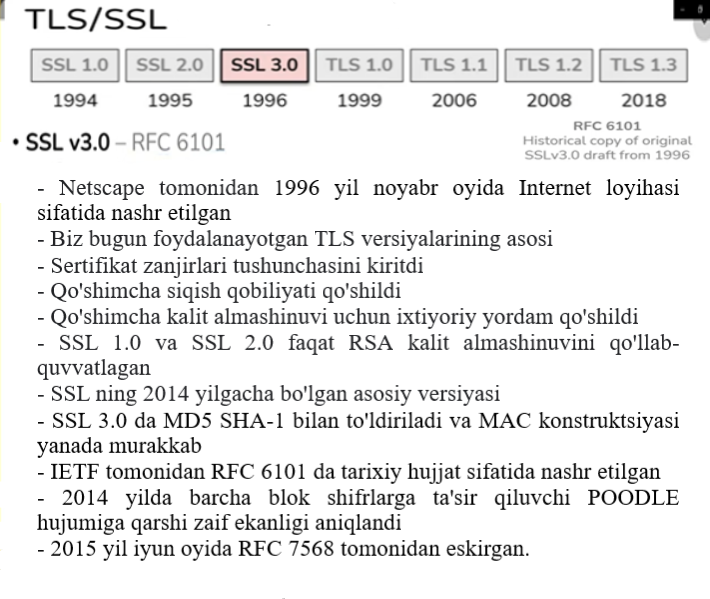 TLS/SSL
SSL 1.0 SSL 2.0 SSL 3.0 TLS 1.0 TLS 1.1 TLS 1.2 TLS 1.3
1994 1995 1996 1999 2006 2008 2018
• SSL v3.0 – RFC 6101
RFC 6101
Historical copy of original
SSLv3.0 draft from 1996
- Netscape tomonidan 1996 yil noyabr oyida Internet loyihasi
sifatida nashr etilgan
- Biz bugun foydalanayotgan TLS versiyalarining asosi
- Sertifikat zanjirlari tushunchasini kiritdi
- Qo'shimcha siqish qobiliyati qo'shildi
- Qo'shimcha kalit almashinuvi uchun ixtiyoriy yordam qo'shildi
- SSL 1.0 va SSL 2.0 faqat RSA kalit almashinuvini qo'llab-
quvvatlagan
- SSL ning 2014 yilgacha bo'lgan asosiy versiyasi
- SSL 3.0 da MD5 SHA-1 bilan to'ldiriladi va MAC konstruktsiyasi
yanada murakkab
- IETF tomonidan RFC 6101 da tarixiy hujjat sifatida nashr etilgan
- 2014 yilda barcha blok shifrlarga ta'sir qiluvchi POODLE
hujumiga qarshi zaif ekanligi aniqlandi
- 2015 yil iyun oyida RFC 7568 tomonidan eskirgan.